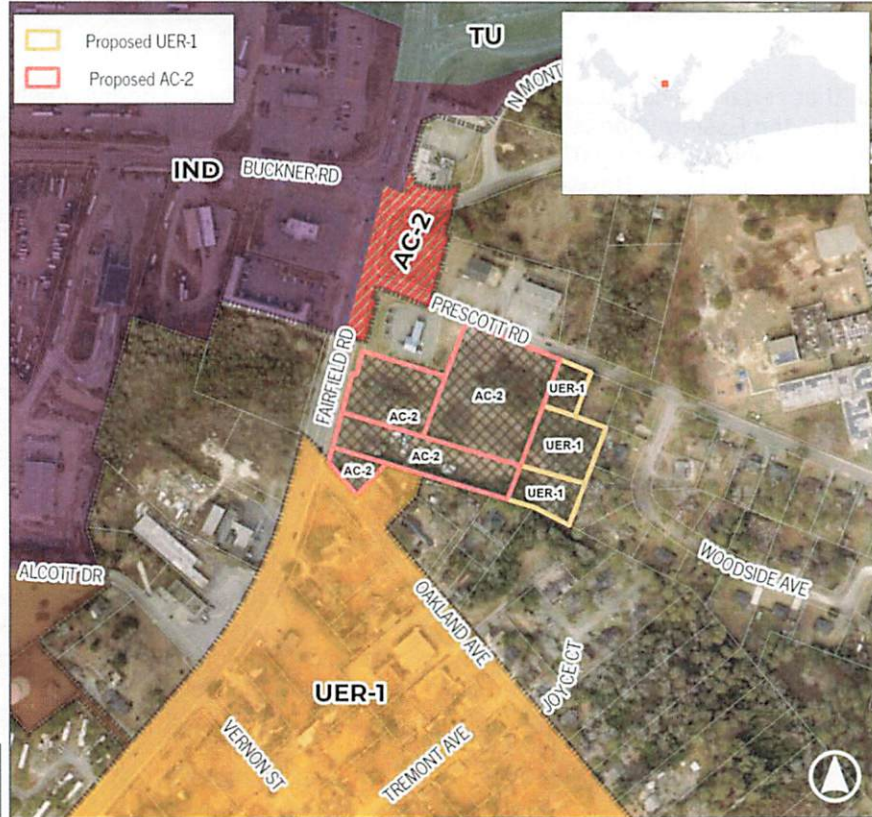 Proposed UER-1
Proposed AC-2
TU
N MONT
IND
BUCKNER RD
AC-2
PRESCOTT RD
FAIRFIELD RD
UER-1
AC-2
AC-2
UER-1
AC-2
AC-2
UER-1
WOODSIDE AVE
ALCOTT DR
OAKLAND AVE
JOYCE CT
UER-1
VERNON ST
TREMONT AVE